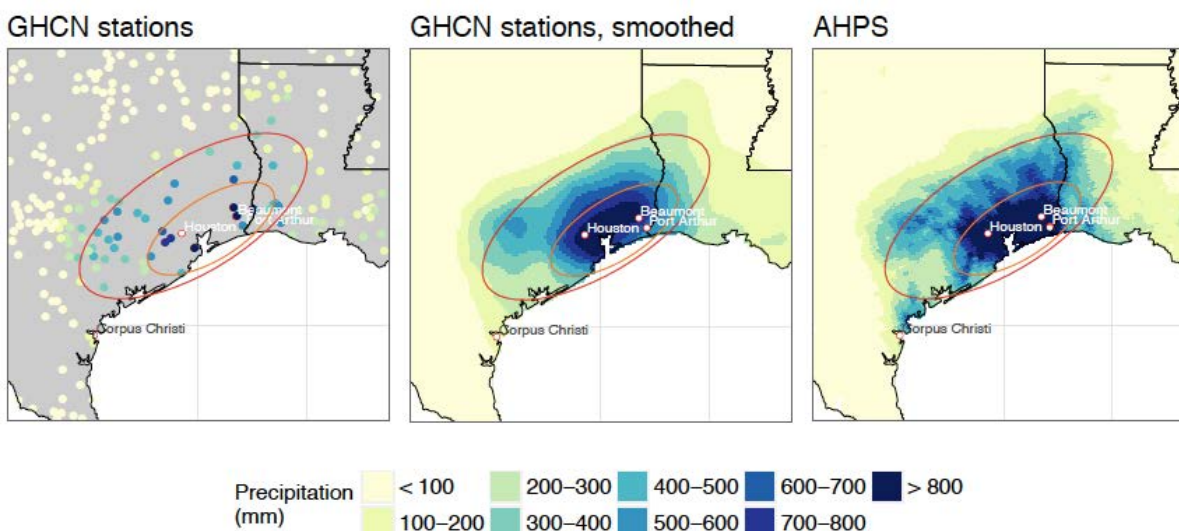 GHCN stations
GHCN stations, smoothed
AHPS
Beaumont
Port Arthur
Houston
Corpus Christi
Beaumont
Port Arthur
Houston
Corpus Christi
Beaumont
Port Arthur
Houston
Corpus Christi
Precipitation
(mm)
< 100
200–300
400–500
600–700
> 800
100–200
300–400
500–600
700–800